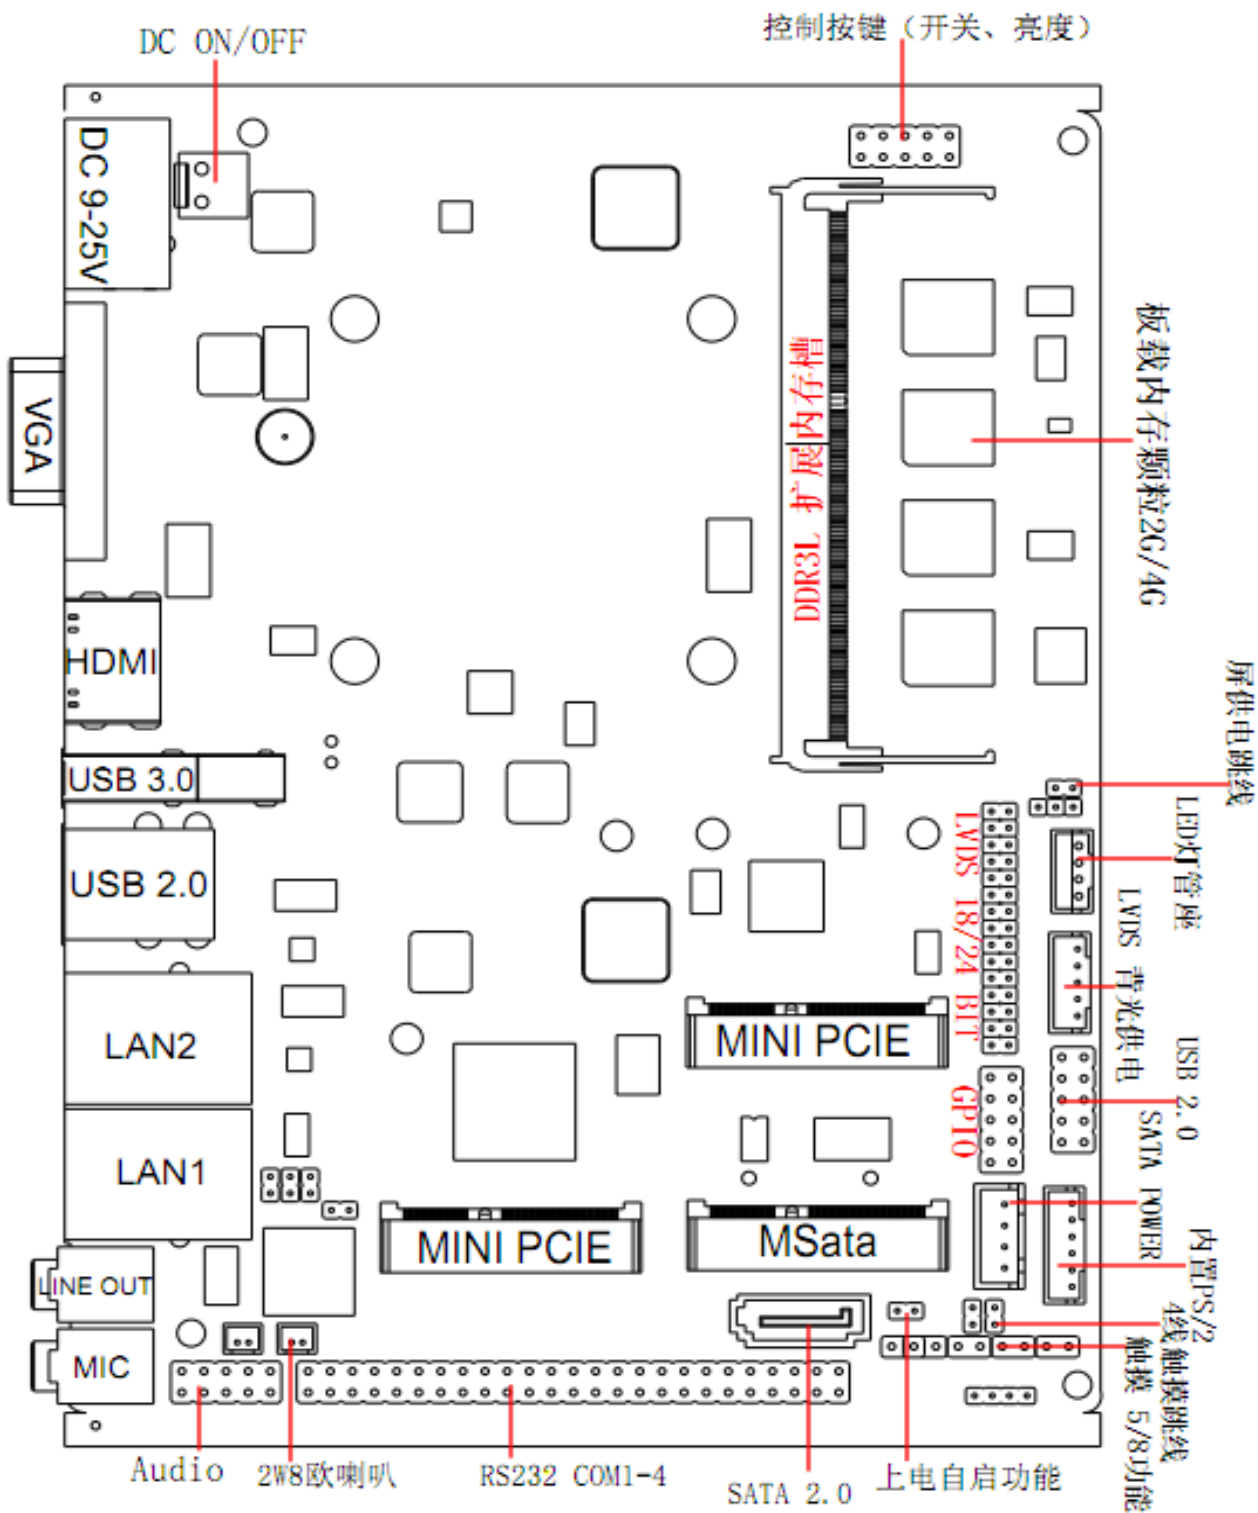 DC ON/OFF
控制按键（开关、亮度）
DC 9-25V
VGA
HDMI
USB 3.0
USB 2.0
LAN2
LAN1
LINE OUT
MIC
DDR3L 扩展内存槽
板载内存颗粒2G/4G
屏供电跳线
LED灯管座
LVDS 背光供电
LVDS 18/24 BIT
USB 2.0
GPIO
SATA POWER
内置PS/2
4线触摸跳线
触摸 5/8功能
MINI PCIE
MINI PCIE
MSata
Audio
2W8欧喇叭
RS232 COM1-4
SATA 2.0
上电自启功能